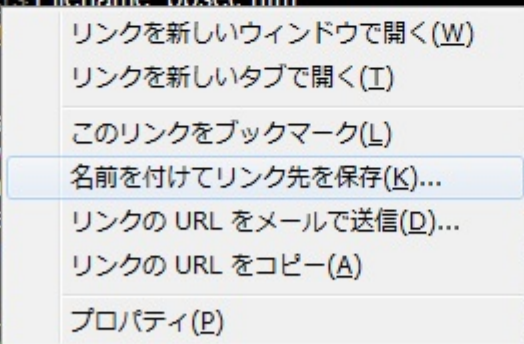 リンクを新しいウィンドウで開く(W)
リンクを新しいタブで開く(T)
このリンクをブックマーク(L)
名前を付けてリンク先を保存(K)...
リンクの URL をメールで送信(D)...
リンクの URL をコピー(A)
プロパティ(P)